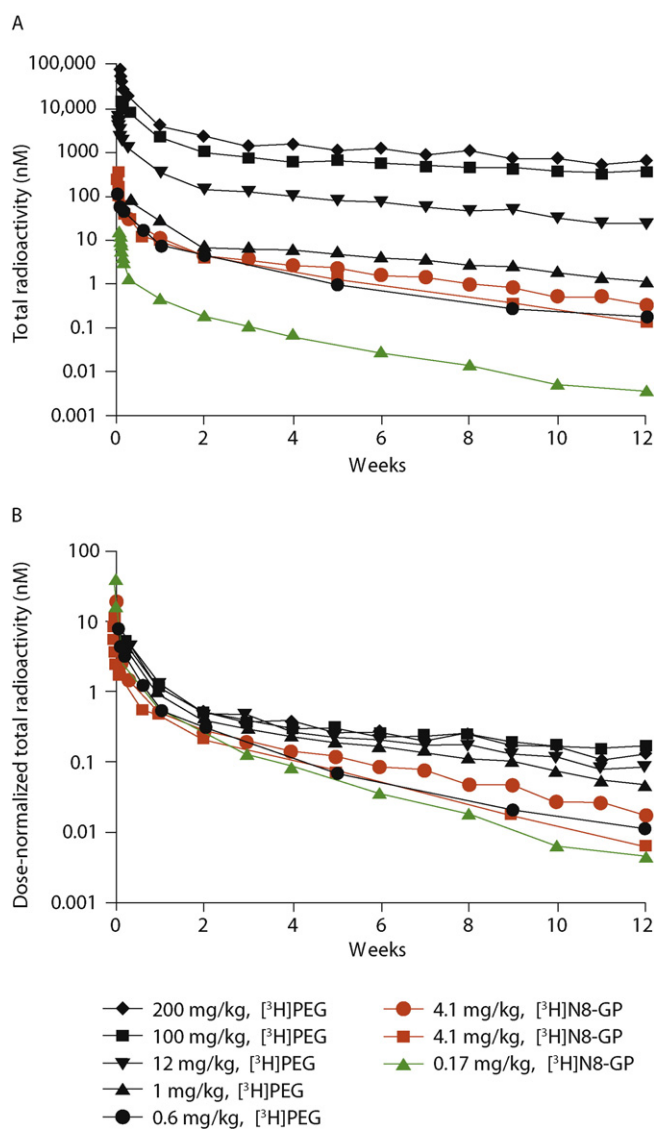 A
100,000
10,000
1000
100
10
1
0.1
0.01
0.001
Total radioactivity (nM)
0 2 4 6 8 10 12
Weeks
B
100
10
1
0.1
0.01
0.001
Dose-normalized total radioactivity (nM)
0 2 4 6 8 10 12
Weeks
200 mg/kg, [³H]PEG
100 mg/kg, [³H]PEG
12 mg/kg, [³H]PEG
1 mg/kg, [³H]PEG
0.6 mg/kg, [³H]PEG
4.1 mg/kg, [³H]N8-GP
4.1 mg/kg, [³H]N8-GP
0.17 mg/kg, [³H]N8-GP